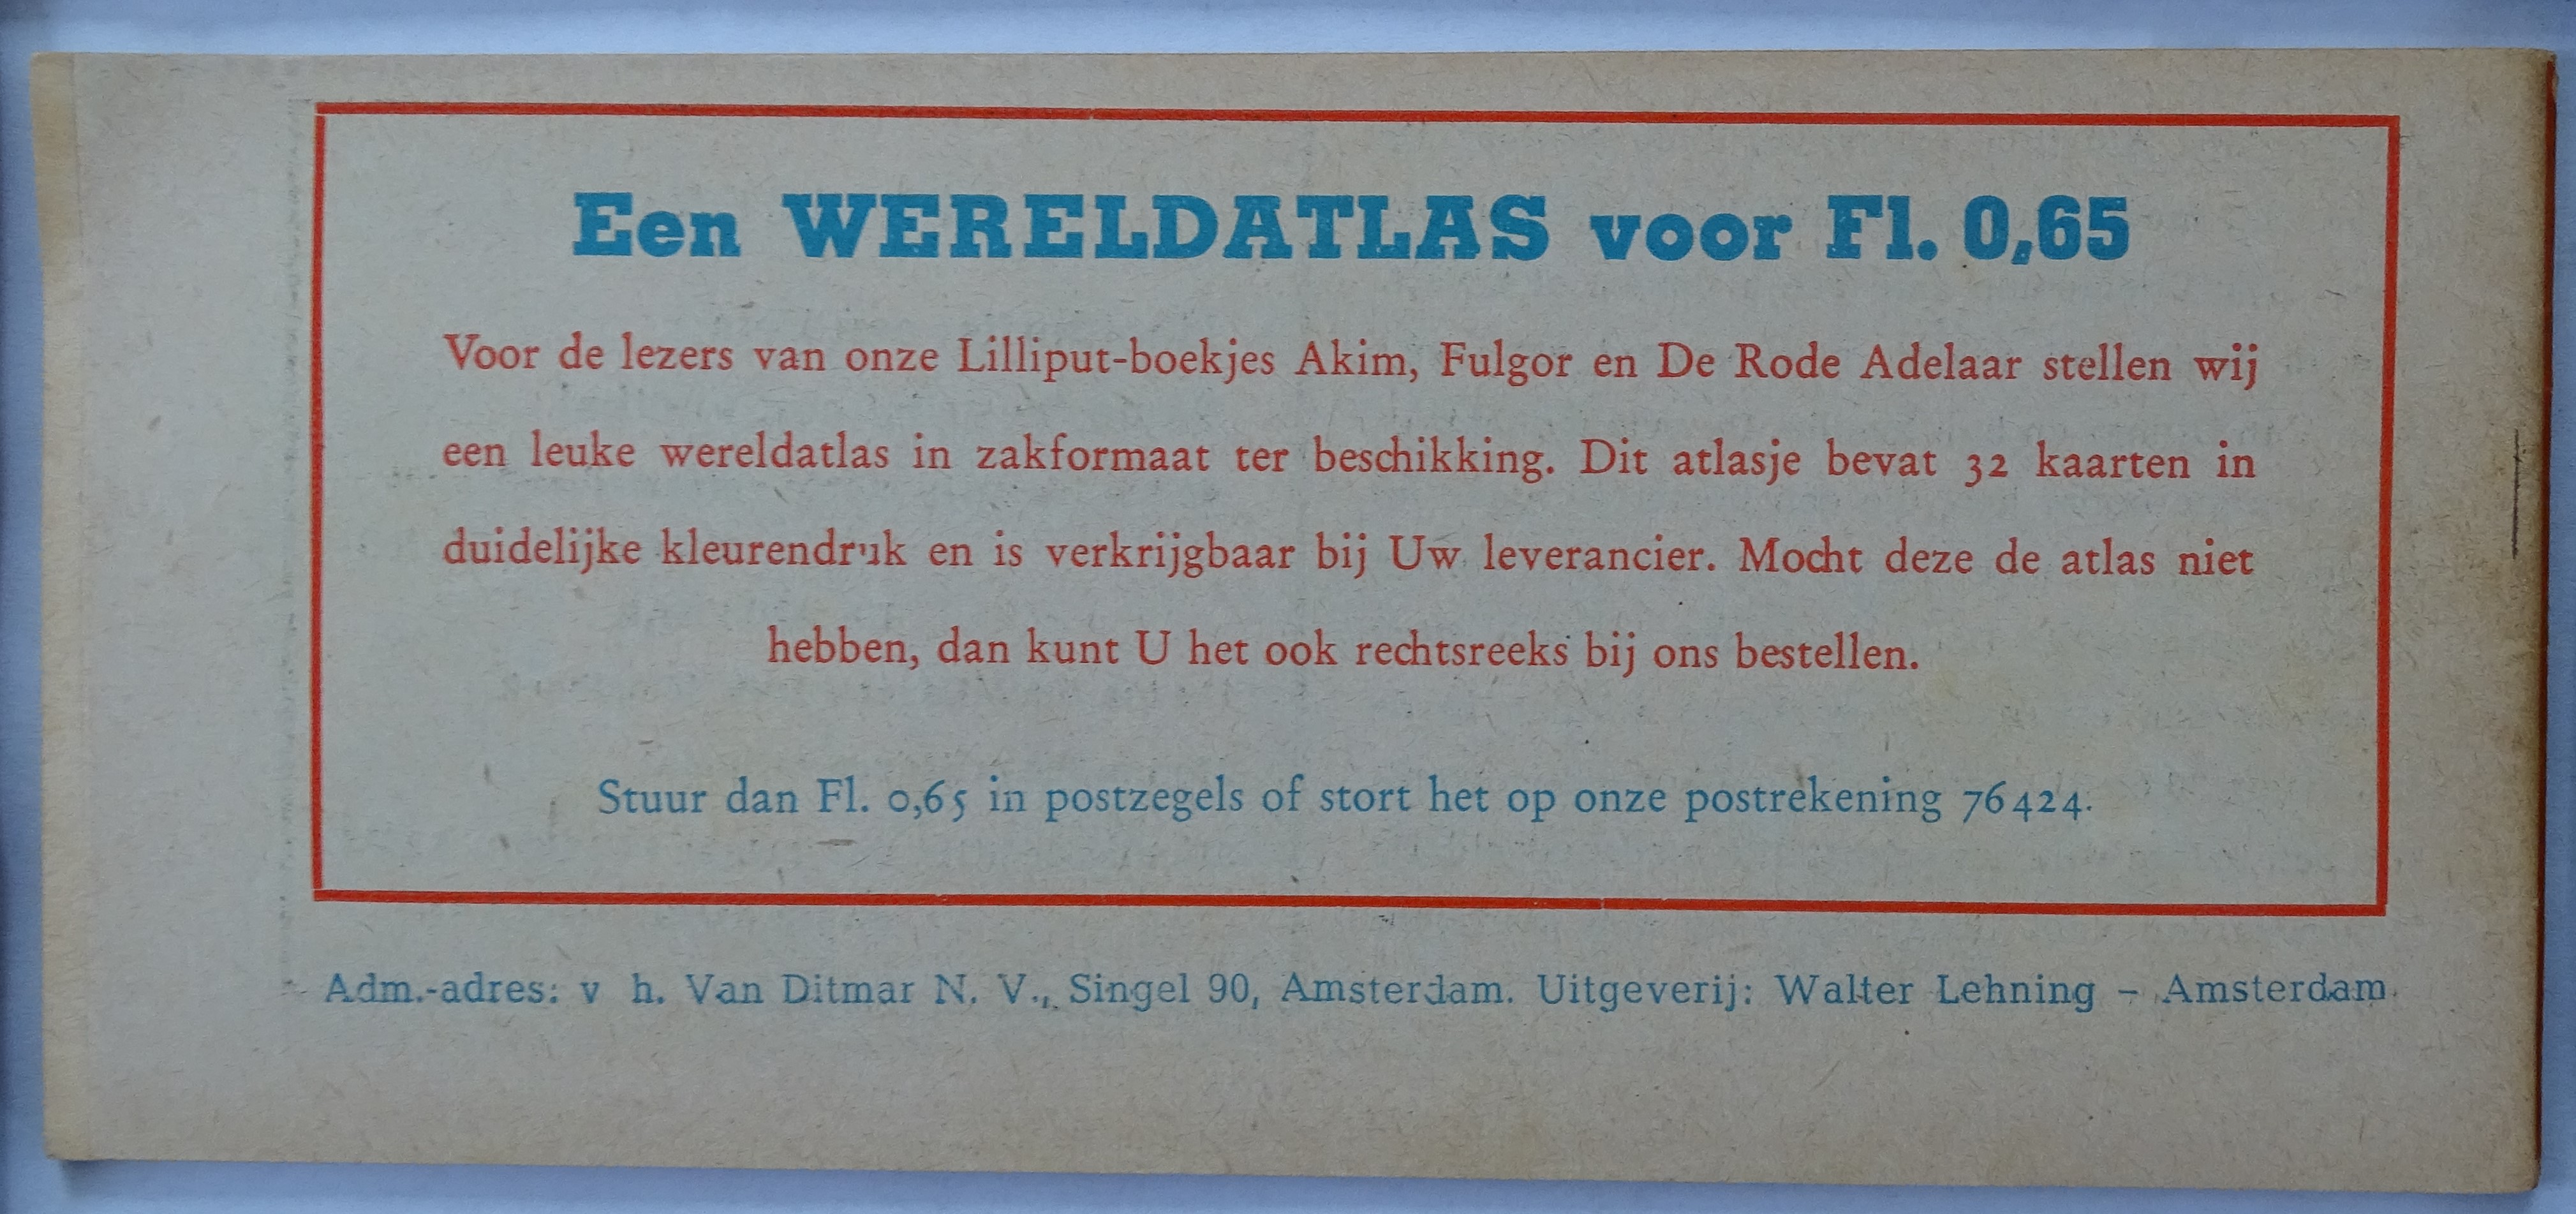 Een WERELDATLAS voor Fl. 0,65
Voor de lezers van onze Lilliput-boekjes Akim, Fulgor en De Rode Adelaar stellen wij
een leuke wereldatlas in zakformaat ter beschikking. Dit atlasje bevat 32 kaarten in
duidelijke kleurendruk en is verkrijgbaar bij Uw leverancier. Mocht deze de atlas niet
hebben, dan kunt U het ook rechtsreeks bij ons bestellen.
Stuur dan Fl. 0,65 in postzegels of stort het op onze postrekening 76424.
Adm.-adres: v h. Van Ditmar N. V., Singel 90, Amsterdam. Uitgeverij: Walter Lehning – Amsterdam.